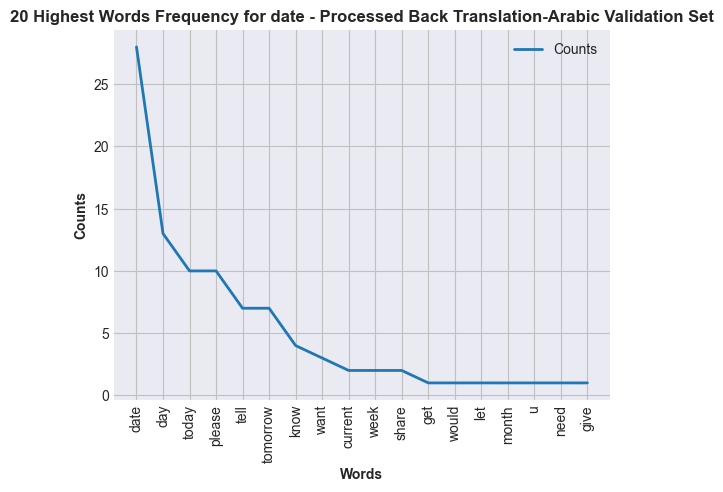 20 Highest Words Frequency for date - Processed Back Translation-Arabic Validation Set
Counts
Counts
25
20
15
10
5
0
date
day
today
please
tell
tomorrow
know
want
current
week
share
get
would
let
month
u
need
give
Words